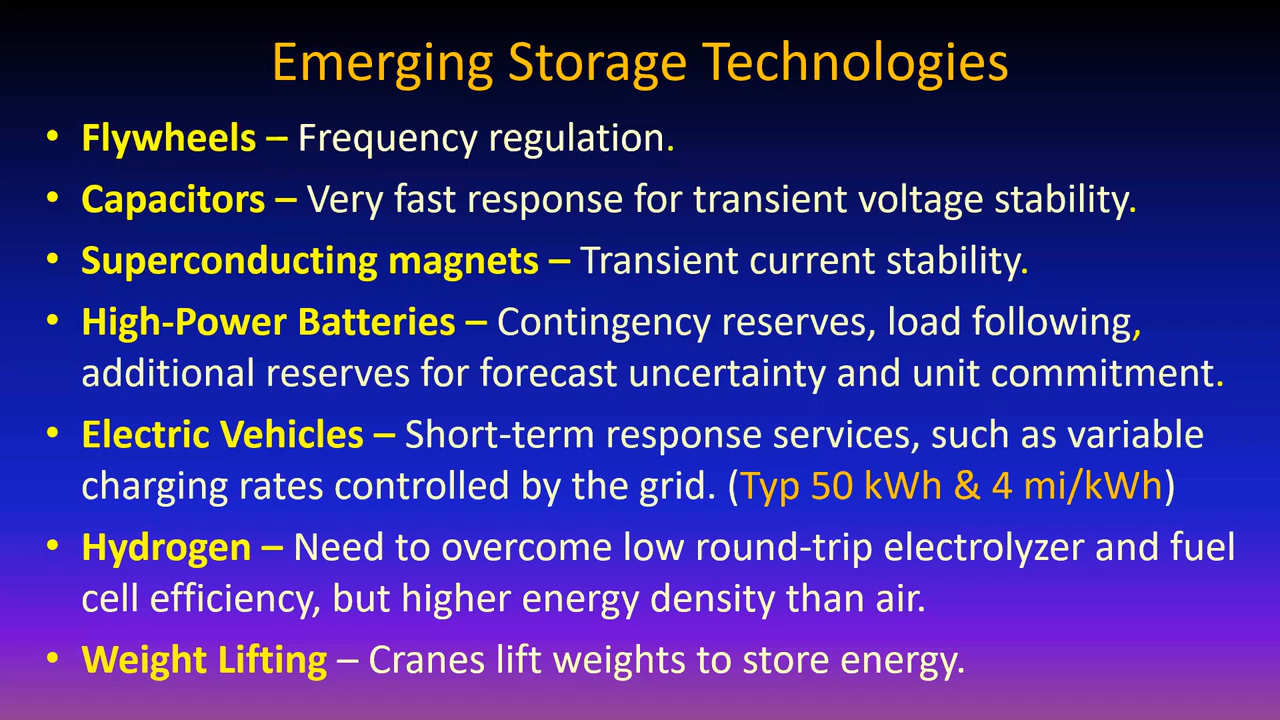 Emerging Storage Technologies
• Flywheels – Frequency regulation.
• Capacitors – Very fast response for transient voltage stability.
• Superconducting magnets – Transient current stability.
• High-Power Batteries – Contingency reserves, load following,
additional reserves for forecast uncertainty and unit commitment.
• Electric Vehicles – Short-term response services, such as variable
charging rates controlled by the grid. (Typ 50 kWh & 4 mi/kWh)
• Hydrogen – Need to overcome low round-trip electrolyzer and fuel
cell efficiency, but higher energy density than air.
• Weight Lifting – Cranes lift weights to store energy.